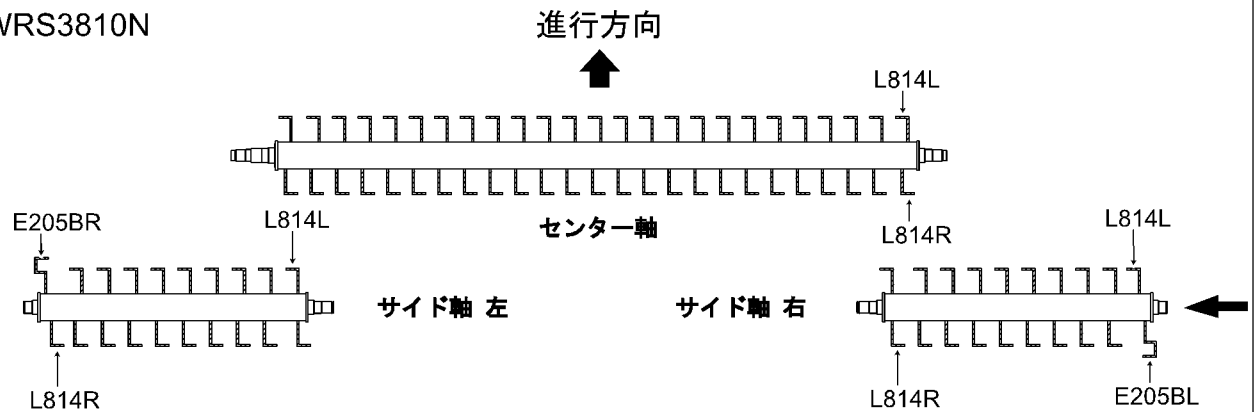 WRS3810N
進行方向
L814L
センター軸
L814R
E205BR
L814L
L814L
サイド軸 左
サイド軸 右
L814R
L814R
E205BL